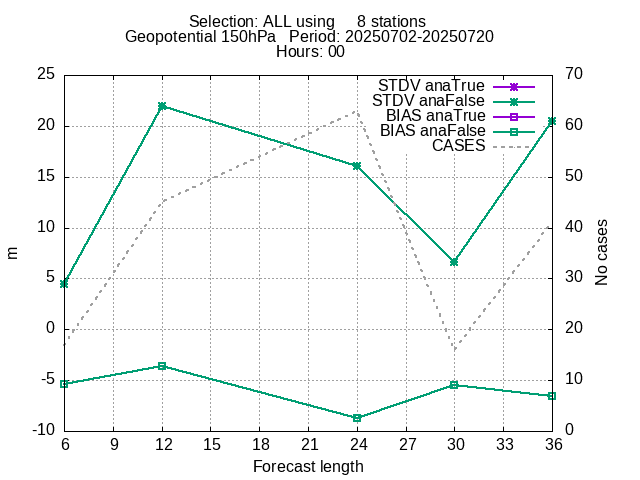 Selection: ALL using 8 stations
Geopotential 150hPa Period: 20250702-20250720
Hours: 00
STDV anaTrue
STDV anaFalse
BIAS anaTrue
BIAS anaFalse
CASES
25
20
15
10
5
0
-5
-10
m
70
60
50
40
30
20
10
0
No cases
6 9 12 15 18 21 24 27 30 33 36
Forecast length